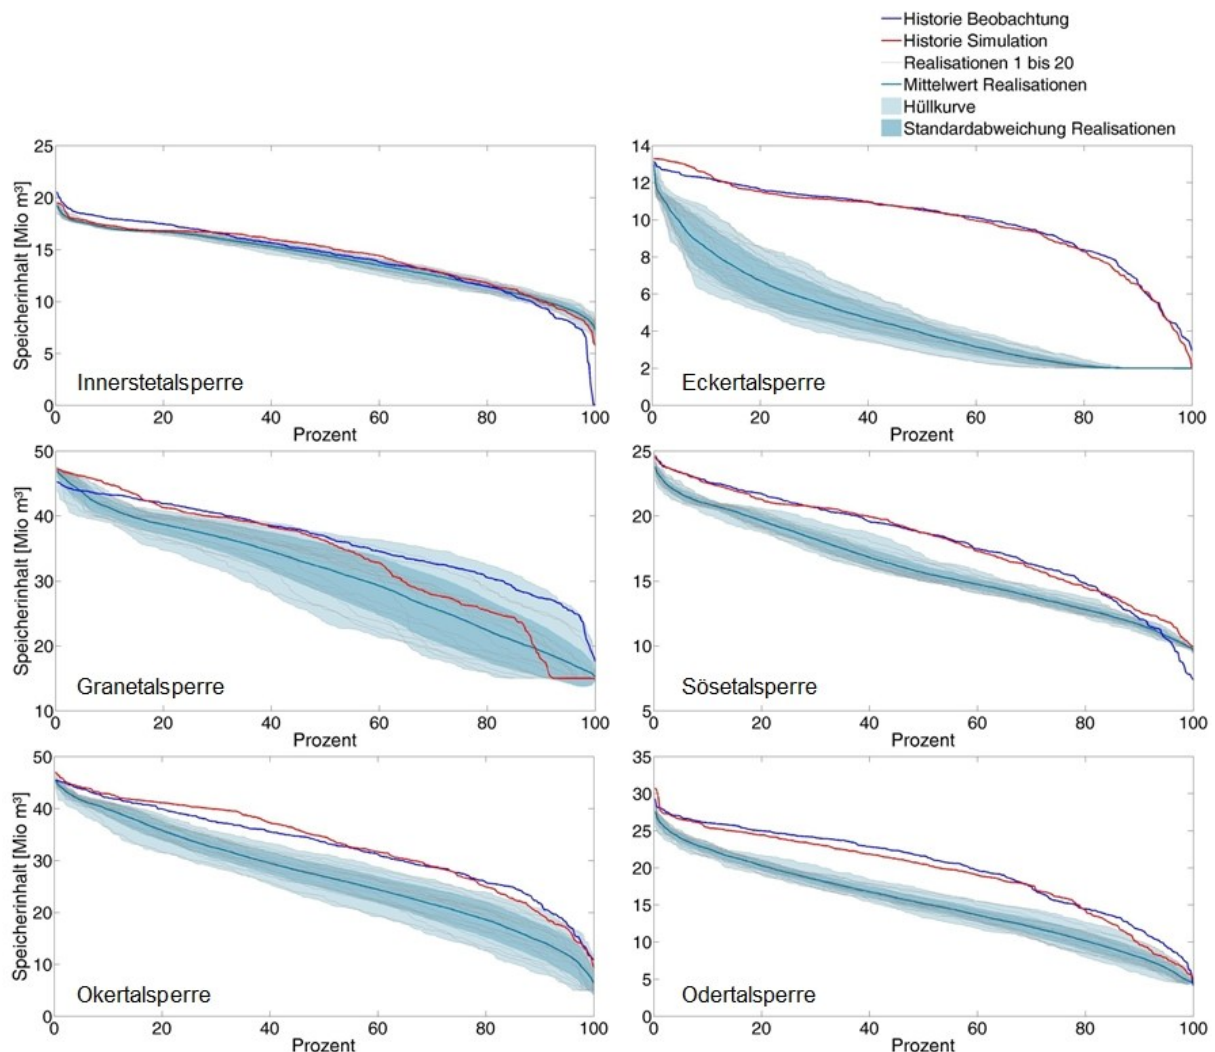 Historie Beobachtung
Historie Simulation
Realisationen 1 bis 20
Mittelwert Realisationen
Hüllkurve
Standardabweichung Realisationen
25
20
15
10
5
0
Speicherinhalt [Mio m³]
Innerstetalsperre
0 20 40 60 80 100
Prozent
14
12
10
8
6
4
2
0
Eckertalsperre
0 20 40 60 80 100
Prozent
50
40
30
20
10
Speicherinhalt [Mio m³]
Granetalsperre
0 20 40 60 80 100
Prozent
25
20
15
10
5
Sösetalsperre
0 20 40 60 80 100
Prozent
50
40
30
20
10
0
Speicherinhalt [Mio m³]
Okertalsperre
0 20 40 60 80 100
Prozent
35
30
25
20
15
10
5
0
Odertalsperre
0 20 40 60 80 100
Prozent